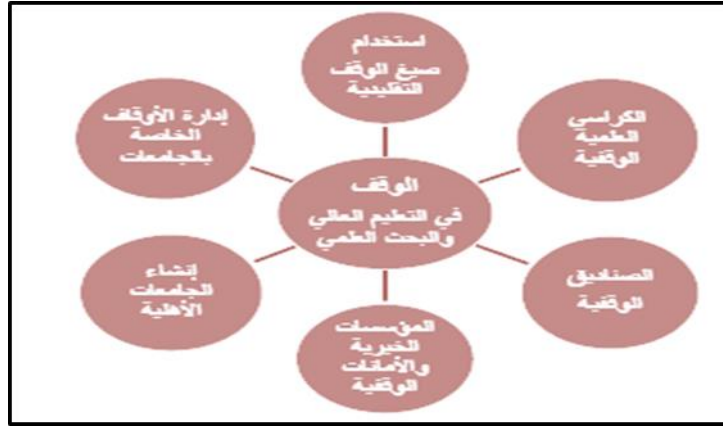 استخدام
صيغ الوقف
التقليدية
الكراسي
العلمية
الوقفية
الصناديق
الوقفية
المؤسسات
الخيرية
والأمانات
الوقفية
إنشاء
الجامعات
الأهلية
إدارة الأوقاف
الخاصة
بالجامعات
الوقف
في التعليم العالي
والبحث العلمي